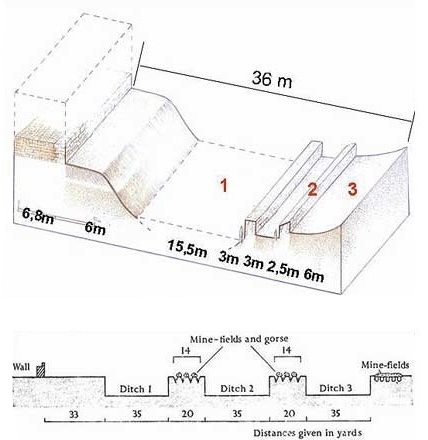 36 m
1
2
3
6,8m
6m
15,5m
3m
3m
2,5m
6m
Mine-fields and gorse
14
14
Wall
Mine-fields
Ditch 1
Ditch 2
Ditch 3
33
35
20
35
20
35
Distances given in yards